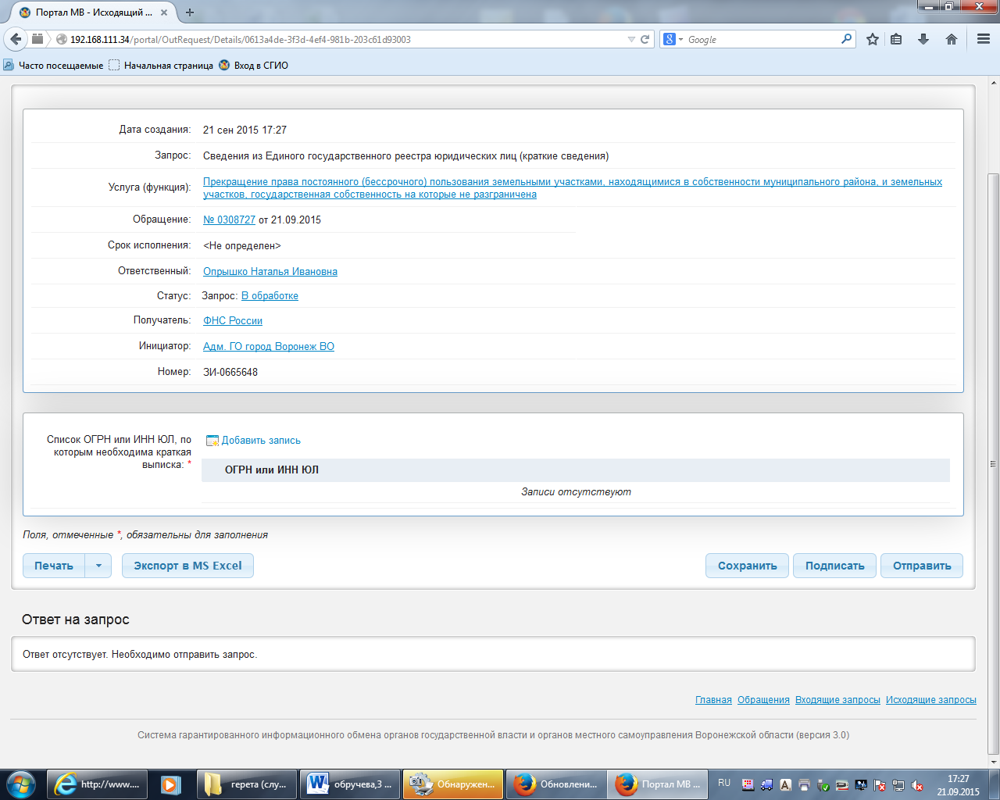 Портал МВ - Исходящий ...
192.168.111.34/portal/OutRequest/Details/0613a4de-3f3d-4ef4-981b-203c61d93003
Google
Часто посещаемые Начальная страница Вход в СГИО
Дата создания: 21 сен 2015 17:27
Запрос: Сведения из Единого государственного реестра юридических лиц (краткие сведения)
Услуга (функция): Прекращение права постоянного (бессрочного) пользования земельными участками, находящимися в собственности муниципального района, и земельных
участков, государственная собственность на которые не разграничена
Обращение: № 0308727 от 21.09.2015
Срок исполнения: <Не определен>
Ответственный: Опрышко Наталья Ивановна
Статус: Запрос: В обработке
Получатель: ФНС России
Инициатор: Адм. ГО город Воронеж ВО
Номер: ЗИ-0665648
Список ОГРН или ИНН ЮЛ, по
которым необходима краткая
выписка: *
Добавить запись
ОГРН или ИНН ЮЛ
Записи отсутствуют
Поля, отмеченные *, обязательны для заполнения
Печать Экспорт в MS Excel Сохранить Подписать Отправить
Ответ на запрос
Ответ отсутствует. Необходимо отправить запрос.
Главная Обращения Входящие запросы Исходящие запросы
Система гарантированного информационного обмена органов государственной власти и органов местного самоуправления Воронежской области (версия 3.0)
http://www.... герета (слу... обручева,3 ... Обнаружен... Обновлени... Портал МВ ... RU 17:27
21.09.2015